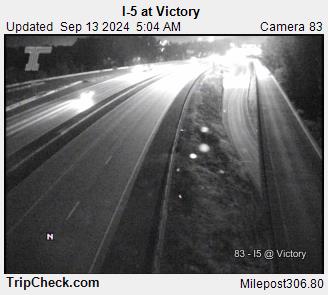 I-5 at Victory
Updated Sep 13 2024 5:04 AM Camera 83
T
N
83 - I5 @ Victory
TripCheck.com Milepost306.80